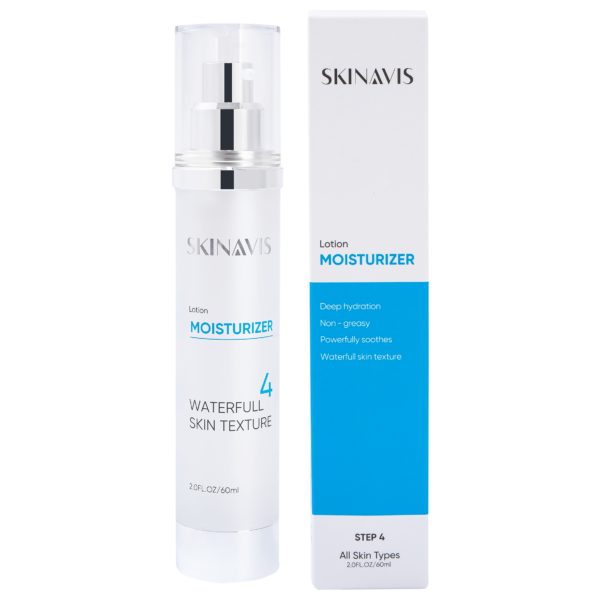 SKINAVIS
Lotion
MOISTURIZER
4
WATERFULL
SKIN TEXTURE
2.0FL.OZ/60ml
SKINAVIS
Lotion
MOISTURIZER
Deep hydration
Non - greasy
Powerfully soothes
Waterfull skin texture
STEP 4
All Skin Types
2.0FL.OZ/60ml